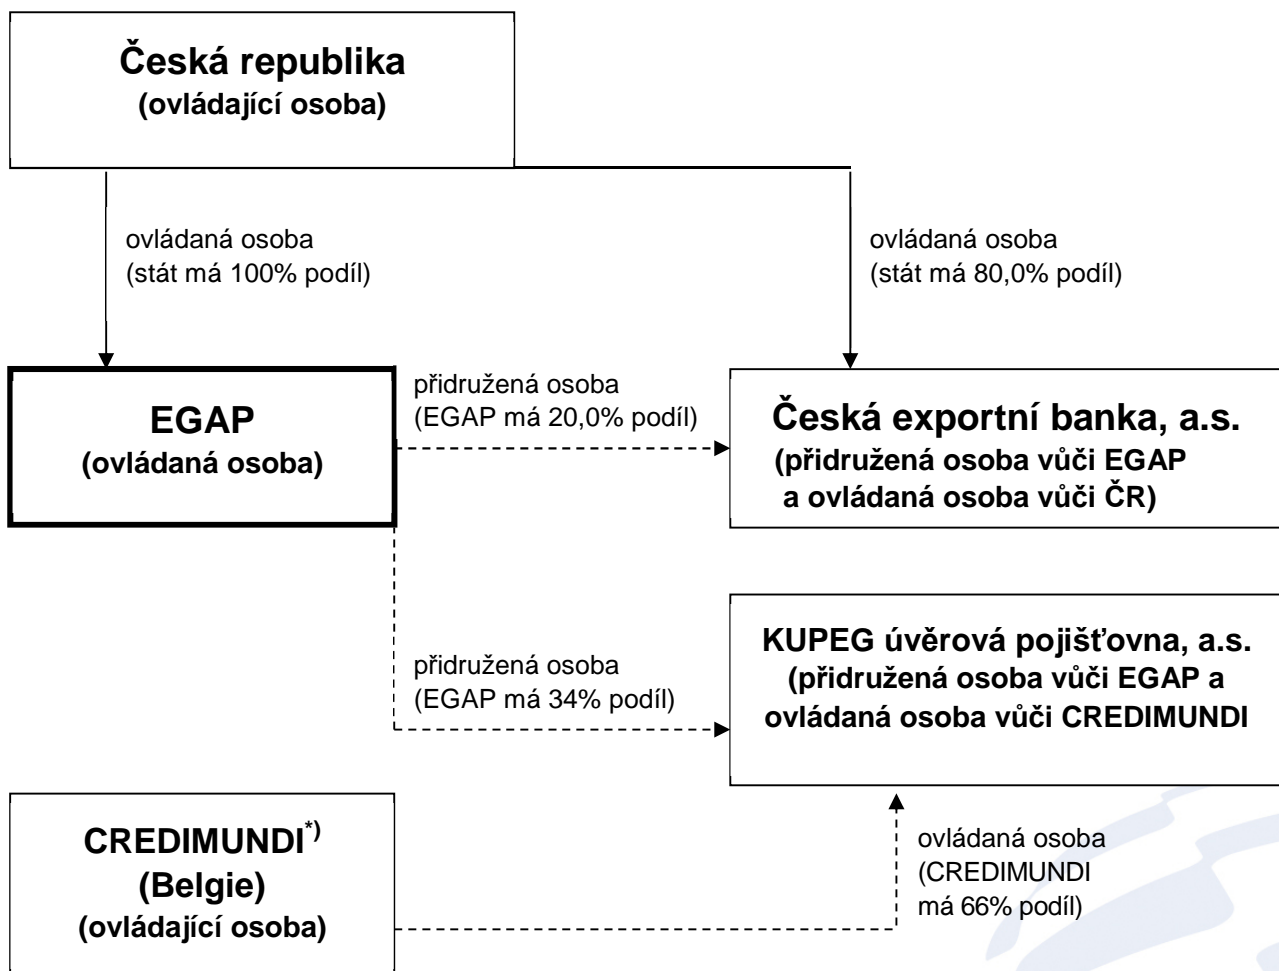 Česká republika
(ovládající osoba)
ovládaná osoba
(stát má 100% podíl)
ovládaná osoba
(stát má 80,0% podíl)
EGAP
(ovládaná osoba)
přidružená osoba
(EGAP má 20,0% podíl)
Česká exportní banka, a.s.
(přidružená osoba vůči EGAP
a ovládaná osoba vůči ČR)
přidružená osoba
(EGAP má 34% podíl)
KUPEG úvěrová pojišťovna, a.s.
(přidružená osoba vůči EGAP a
ovládaná osoba vůči CREDIMUNDI
CREDIMUNDI*)
(Belgie)
(ovládající osoba)
ovládaná osoba
(CREDIMUNDI
má 66% podíl)